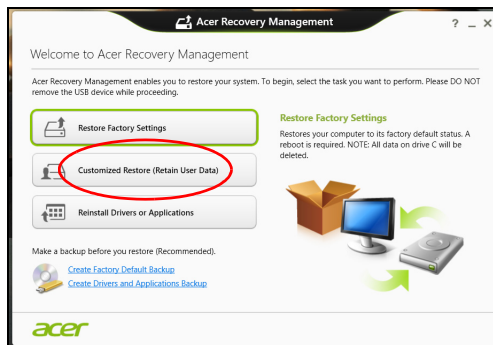 Acer Recovery Management
? _ X
Welcome to Acer Recovery Management
Acer Recovery Management enables you to restore your system. To begin, select the task you want to perform. Please DO NOT
remove the USB device while proceeding.
Restore Factory Settings
Customized Restore (Retain User Data)
Reinstall Drivers or Applications
Restore Factory Settings
Restores your computer to its factory default status. A
reboot is required. NOTE: All data on drive C will be
deleted.
Make a backup before you restore (Recommended).
Create Factory Default Backup
Create Drivers and Applications Backup
acer